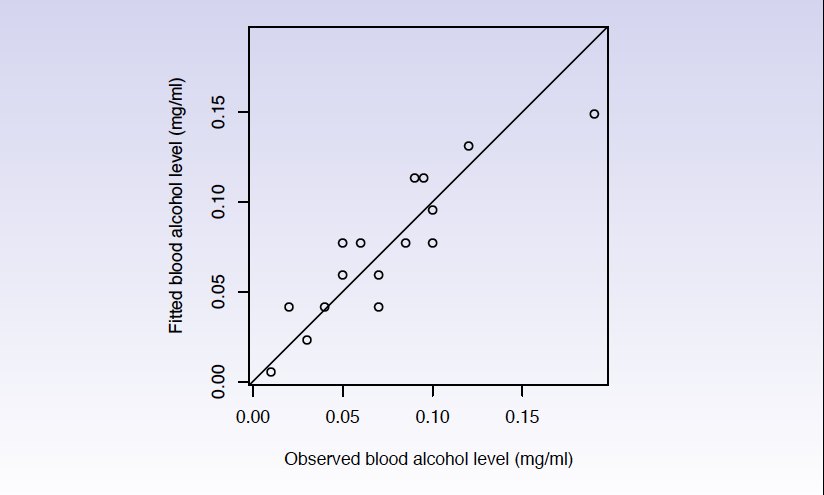 Fitted blood alcohol level (mg/ml)
0.15
0.10
0.05
0.00
0.00 0.05 0.10 0.15
Observed blood alcohol level (mg/ml)